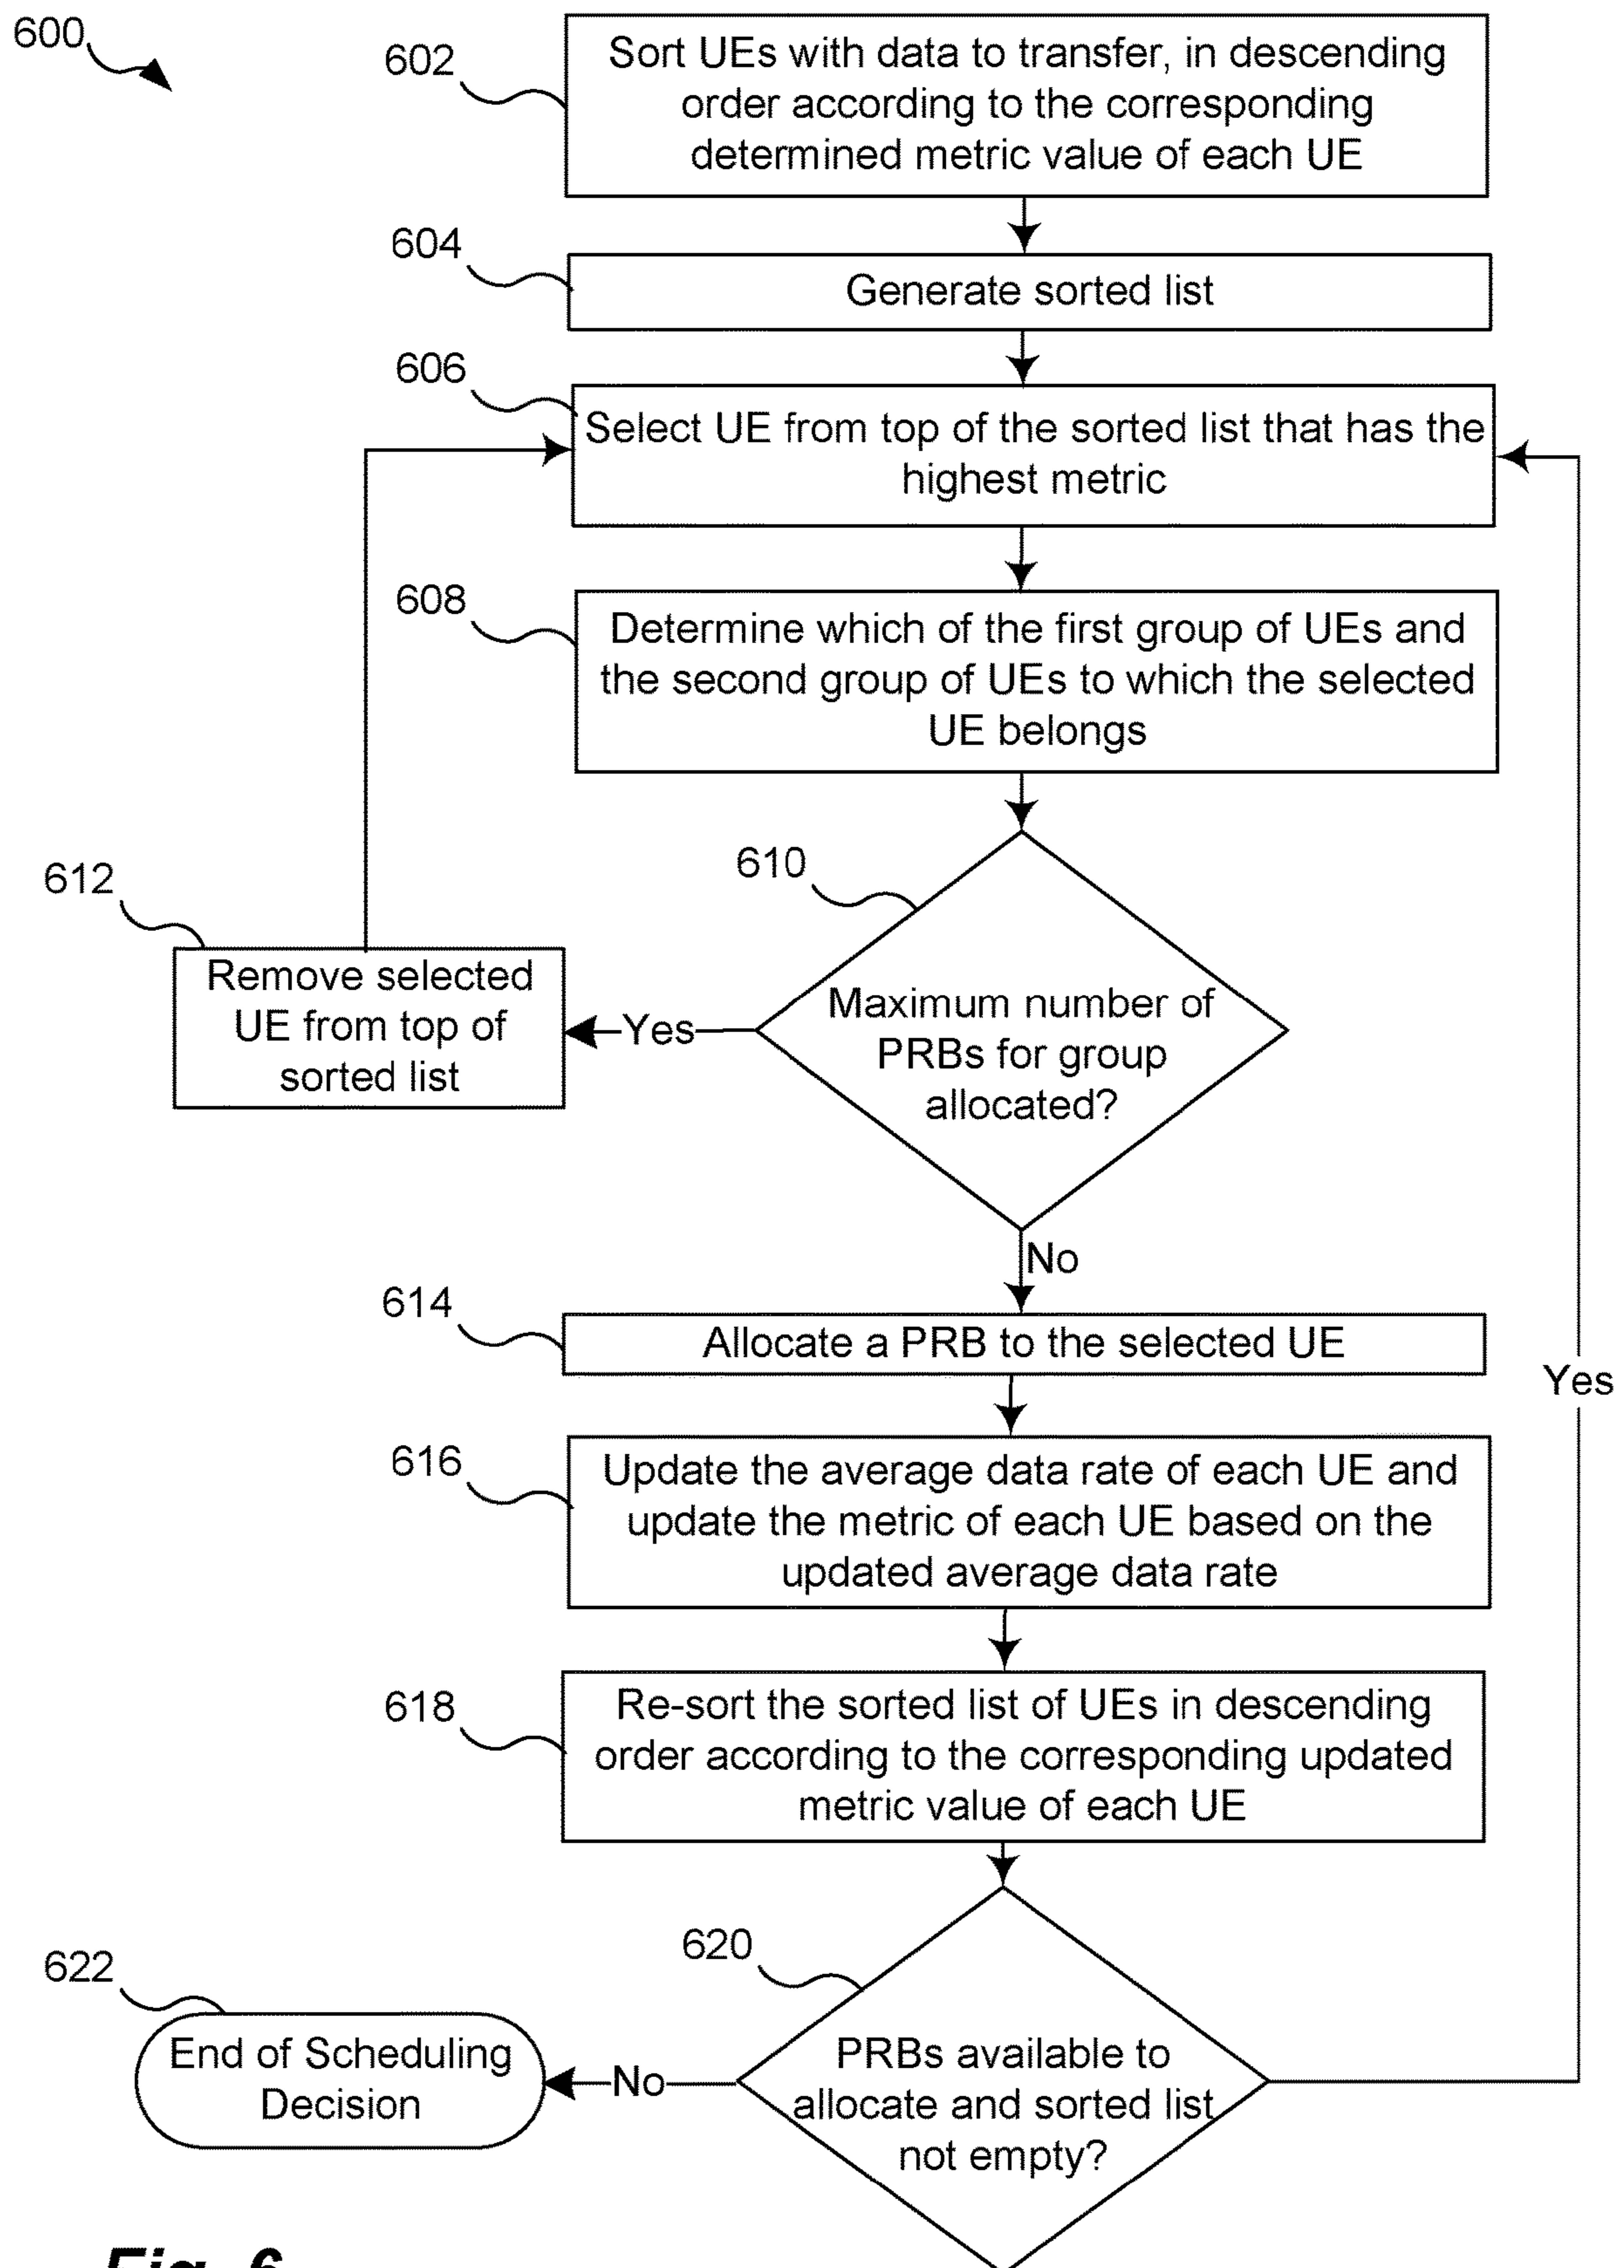 600
602
Sort UEs with data to transfer, in descending
order according to the corresponding
determined metric value of each UE
604
Generate sorted list
606
Select UE from top of the sorted list that has the
highest metric
608
Determine which of the first group of UEs and
the second group of UEs to which the selected
UE belongs
610
Maximum number of
PRBs for group
allocated?
Yes
612
Remove selected
UE from top of
sorted list
No
614
Allocate a PRB to the selected UE
616
Update the average data rate of each UE and
update the metric of each UE based on the
updated average data rate
618
Re-sort the sorted list of UEs in descending
order according to the corresponding updated
metric value of each UE
620
PRBs available to
allocate and sorted list
not empty?
Yes
No
622
End of Scheduling
Decision
Fig. 6